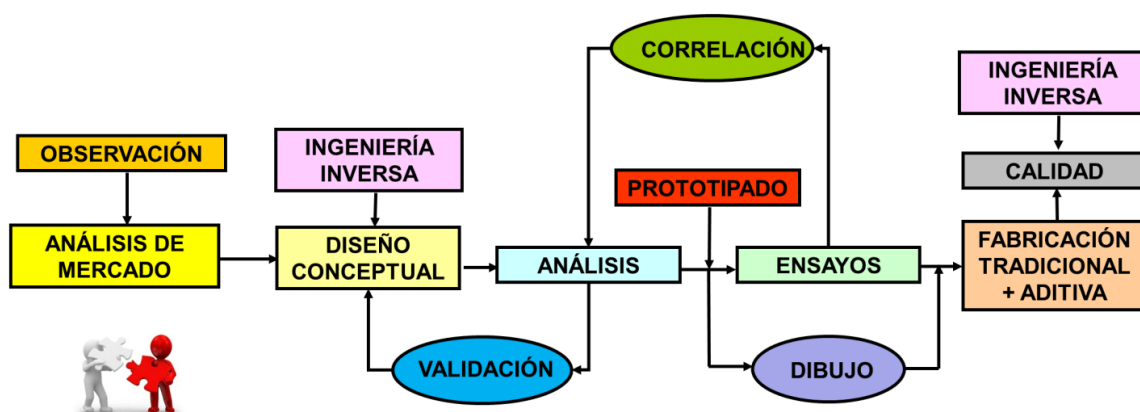 CORRELACIÓN
INGENIERÍA
INVERSA
OBSERVACIÓN
INGENIERÍA
INVERSA
PROTOTIPADO
CALIDAD
ANÁLISIS DE
MERCADO
DISEÑO
CONCEPTUAL
ANÁLISIS
ENSAYOS
FABRICACIÓN
TRADICIONAL
+ ADITIVA
VALIDACIÓN
DIBUJO